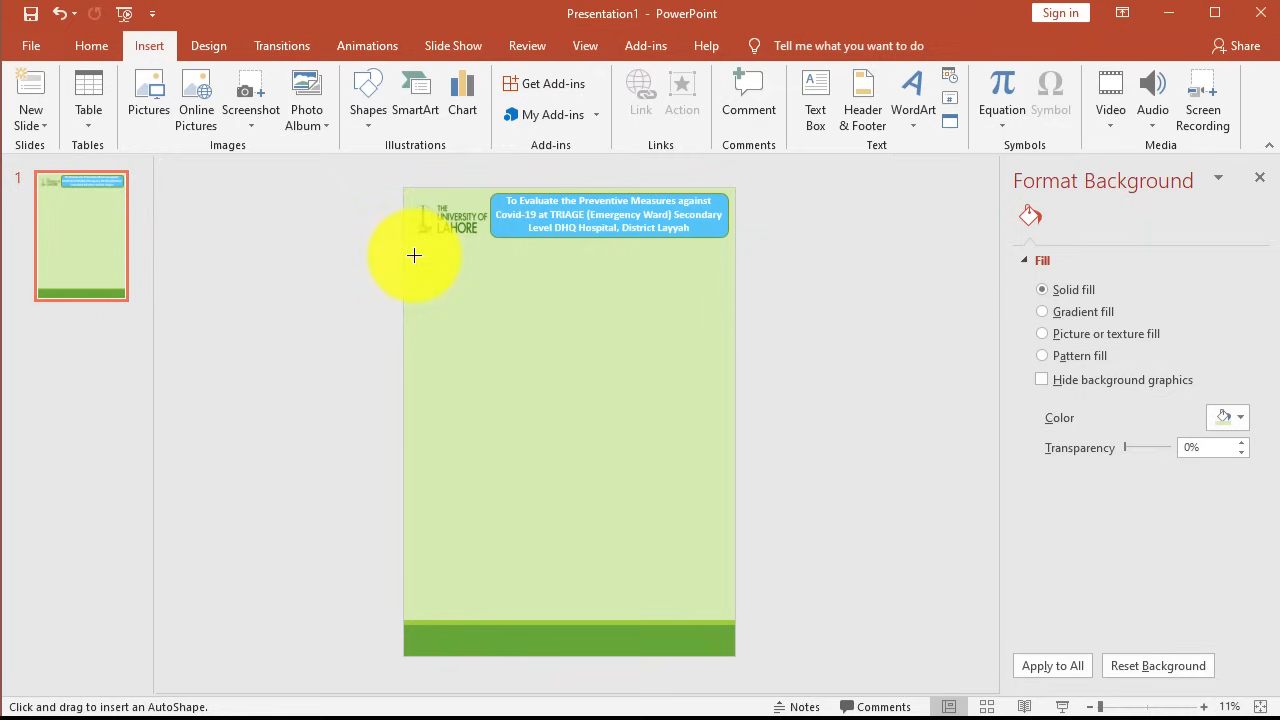 Presentation1 - PowerPoint
Sign in
File Home Insert Design Transitions Animations Slide Show Review View Add-ins Help Tell me what you want to do Share
New Slide
Table
Pictures
Online Pictures
Screenshot
Photo Album
Shapes
SmartArt
Chart
Get Add-ins
My Add-ins
Link
Action
Comment
Text Box
Header & Footer
WordArt
Equation
Symbol
Video
Audio
Screen Recording
Slides Tables Images Illustrations Add-ins Links Comments Text Symbols Media
1
THE
UNIVERSITY OF
LAHORE
To Evaluate the Preventive Measures against
Covid-19 at TRIAGE (Emergency Ward) Secondary
Level DHQ Hospital, District Layyah
Format Background
Fill
Solid fill
Gradient fill
Picture or texture fill
Pattern fill
Hide background graphics
Color
Transparency 0%
Apply to All Reset Background
Click and drag to insert an AutoShape.
Notes Comments 11%